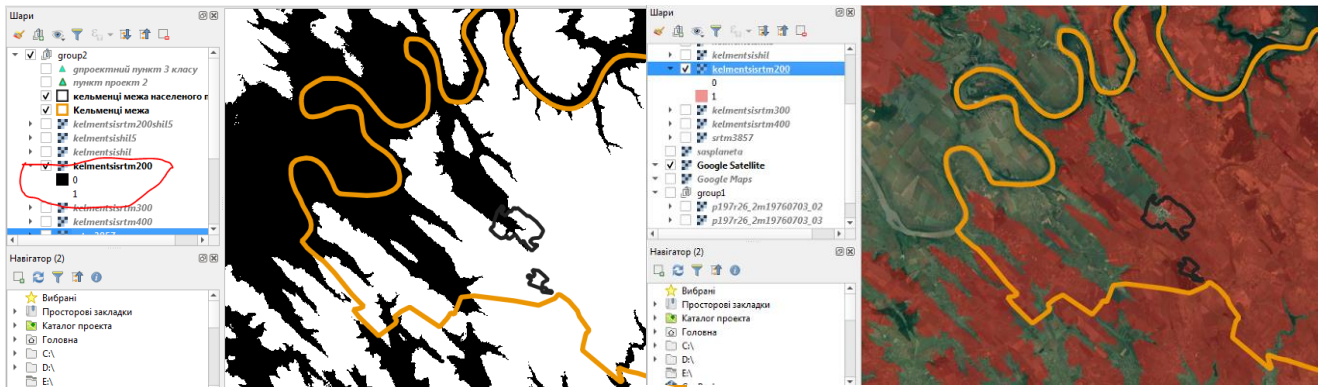 Шари
group2
дпроектний пункт 3 класу
пункт проект 2
кельменці межа населеного п
Кельменці межа
kelmentsisrtm200shil5
kelmentsishil5
kelmentsishil
kelmentsisrtm200
0
1
kelmentsisrtm300
kelmentsisrtm400
Навігатор (2)
Вибрані
Просторові закладки
Каталог проекта
Головна
C:\
D:\
E:\
Шари
kelmentsishil
kelmentsisrtm200
0
1
kelmentsisrtm300
kelmentsisrtm400
srtm3857
sasplaneta
Google Satellite
Google Maps
group1
p197r26_2m19760703_02
p197r26_2m19760703_03
Навігатор (2)
Вибрані
Просторові закладки
Каталог проекта
Головна
C:\
D:\
E:\